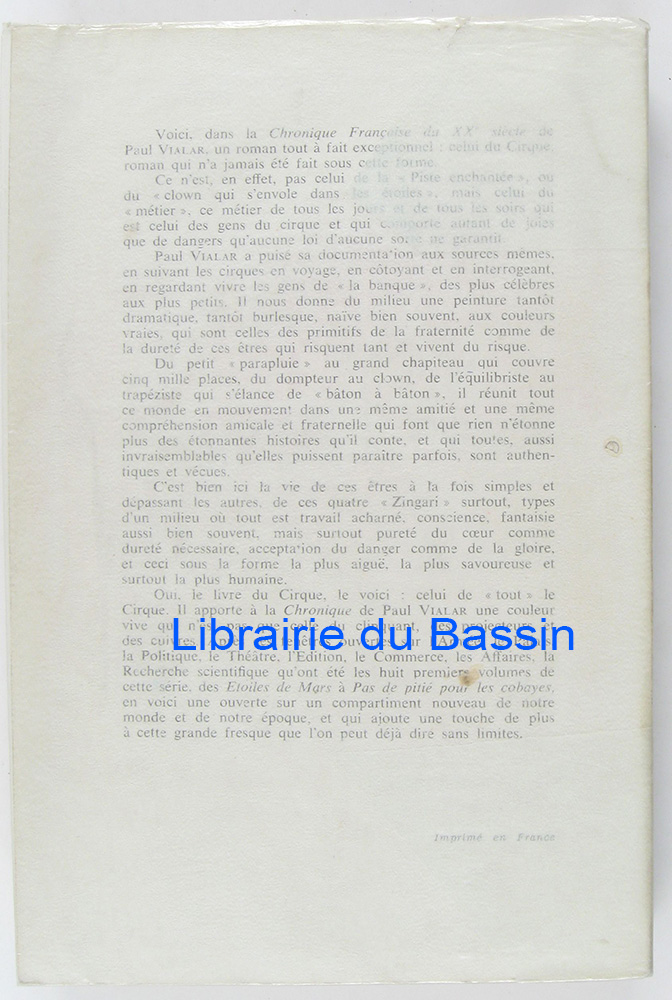 Voici, dans la Chronique Française du XXe siècle de
Paul VIALAR, un roman tout à fait exceptionnel : celui du Cirque,
roman qui n'a jamais été fait sous cette forme.
Ce n'est, en effet, pas celui de la « Piste enchantée », ou
du « clown qui s'envole dans les étoiles », mais celui du
« métier », ce métier de tous les jours et de tous les soirs qui
est celui des gens du cirque et qui comporte autant de joies
que de dangers qu'aucune loi d'aucune sorte ne garantit.
Paul VIALAR a puisé sa documentation aux sources mêmes,
en suivant les cirques en voyage, en côtoyant et en interrogeant,
en regardant vivre les gens de « la banque », des plus célèbres
aux plus petits. Il nous donne du milieu une peinture tantôt
dramatique, tantôt burlesque, naïve bien souvent, aux couleurs
vraies, qui sont celles des primitifs de la fraternité comme de
la dureté de ces êtres qui risquent tant et vivent du risque.
Du petit « parapluie » au grand chapiteau qui couvre
cinq mille places, du dompteur au clown, de l'équilibriste au
trapéziste qui s'élance de « bâton à bâton », il réunit tout
ce monde en mouvement dans une même amitié et une même
compréhension amicale et fraternelle qui font que rien n'étonne
plus des étonnantes histoires qu'il conte, et qui toutes, aussi
invraisemblables qu'elles puissent paraître parfois, sont authen-
tiques et vécues.
C'est bien ici la vie de ces êtres à la fois simples et
dépassant les autres, de ces quatre « Zingari » surtout, types
d'un milieu où tout est travail acharné, conscience, fantaisie
aussi bien souvent, mais surtout pureté du cœur comme
dureté nécessaire, acceptation du danger comme de la gloire,
et ceci sous la forme la plus aiguë, la plus savoureuse et
surtout la plus humaine.
Oui, le livre du Cirque, le voici : celui de « tout » le
Cirque. Il apporte à la Chronique de Paul VIALAR une couleur
vive qui n'est pas que celle du clinquant, des projecteurs et
des cuivres. Après les fenêtres ouvertes sur
Librairie du Bassin
la Politique, le Théâtre, l'Edition, le Commerce, les Affaires, la
Recherche scientifique qu'ont été les huit premiers volumes de
cette série, des Etoiles de Mars à Pas de pitié pour les cobayes,
en voici une ouverte sur un compartiment nouveau de notre
monde et de notre époque, et qui ajoute une touche de plus
à cette grande fresque que l'on peut déjà dire sans limites.
Imprimé en France